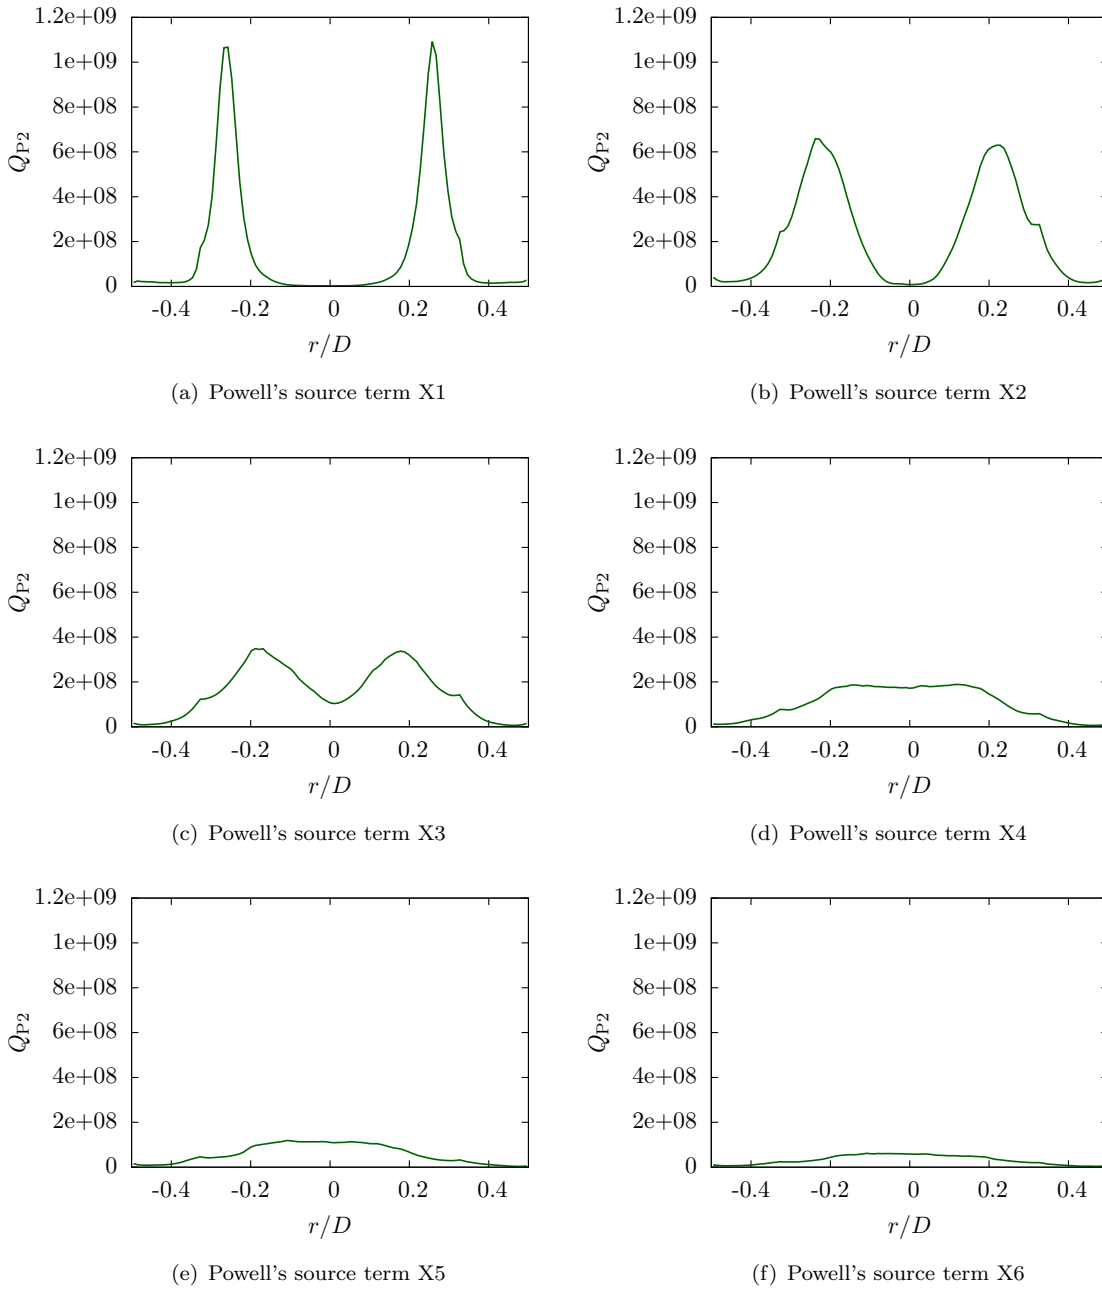 1.2e+09
1e+09
8e+08
6e+08
4e+08
2e+08
0
Q_P2
-0.4 -0.2 0 0.2 0.4
r/D
(a) Powell's source term X1
1.2e+09
1e+09
8e+08
6e+08
4e+08
2e+08
0
Q_P2
-0.4 -0.2 0 0.2 0.4
r/D
(b) Powell's source term X2
1.2e+09
1e+09
8e+08
6e+08
4e+08
2e+08
0
Q_P2
-0.4 -0.2 0 0.2 0.4
r/D
(c) Powell's source term X3
1.2e+09
1e+09
8e+08
6e+08
4e+08
2e+08
0
Q_P2
-0.4 -0.2 0 0.2 0.4
r/D
(d) Powell's source term X4
1.2e+09
1e+09
8e+08
6e+08
4e+08
2e+08
0
Q_P2
-0.4 -0.2 0 0.2 0.4
r/D
(e) Powell's source term X5
1.2e+09
1e+09
8e+08
6e+08
4e+08
2e+08
0
Q_P2
-0.4 -0.2 0 0.2 0.4
r/D
(f) Powell's source term X6